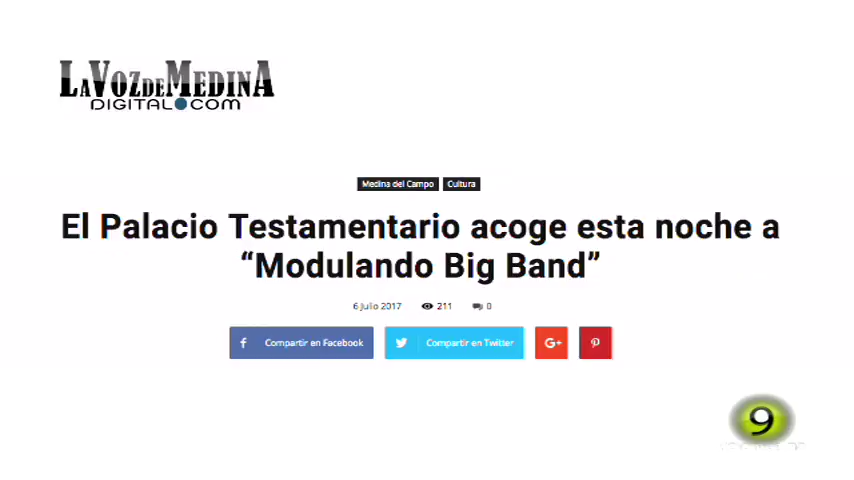 LAVOZDEMEDINA
DIGITAL.COM
Medina del Campo Cultura
El Palacio Testamentario acoge esta noche a
“Modulando Big Band”
6 julio 2017 211 0
f Compartir en Facebook Compartir en Twitter G+
9